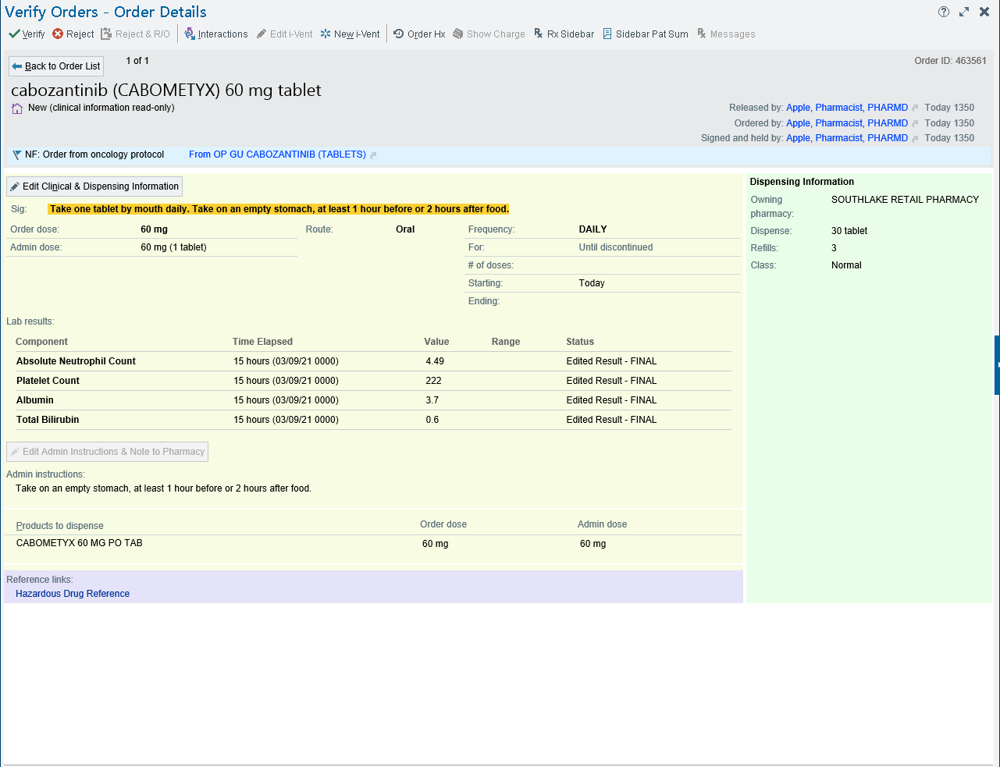 Verify Orders - Order Details
Verify Reject Reject & R/O Interactions Edit i-Vent New i-Vent Order Hx Show Charge Rx Sidebar Sidebar Pat Sum Messages
Back to Order List 1 of 1 Order ID: 463561
cabozantinib (CABOMETYX) 60 mg tablet
New (clinical information read-only)
Released by: Apple, Pharmacist, PHARMD Today 1350
Ordered by: Apple, Pharmacist, PHARMD Today 1350
Signed and held by: Apple, Pharmacist, PHARMD Today 1350
NF: Order from oncology protocol From OP GU CABOZANTINIB (TABLETS)
Edit Clinical & Dispensing Information
Sig: Take one tablet by mouth daily. Take on an empty stomach, at least 1 hour before or 2 hours after food.
Order dose: 60 mg Route: Oral Frequency: DAILY
Admin dose: 60 mg (1 tablet) For: Until discontinued
# of doses:
Starting: Today
Ending:
Lab results:
Component Time Elapsed Value Range Status
Absolute Neutrophil Count 15 hours (03/09/21 0000) 4.49 Edited Result - FINAL
Platelet Count 15 hours (03/09/21 0000) 222 Edited Result - FINAL
Albumin 15 hours (03/09/21 0000) 3.7 Edited Result - FINAL
Total Bilirubin 15 hours (03/09/21 0000) 0.6 Edited Result - FINAL
Edit Admin Instructions & Note to Pharmacy
Admin instructions:
Take on an empty stomach, at least 1 hour before or 2 hours after food.
Products to dispense Order dose Admin dose
CABOMETYX 60 MG PO TAB 60 mg 60 mg
Reference links:
Hazardous Drug Reference
Dispensing Information
Owning pharmacy: SOUTHLAKE RETAIL PHARMACY
Dispense: 30 tablet
Refills: 3
Class: Normal